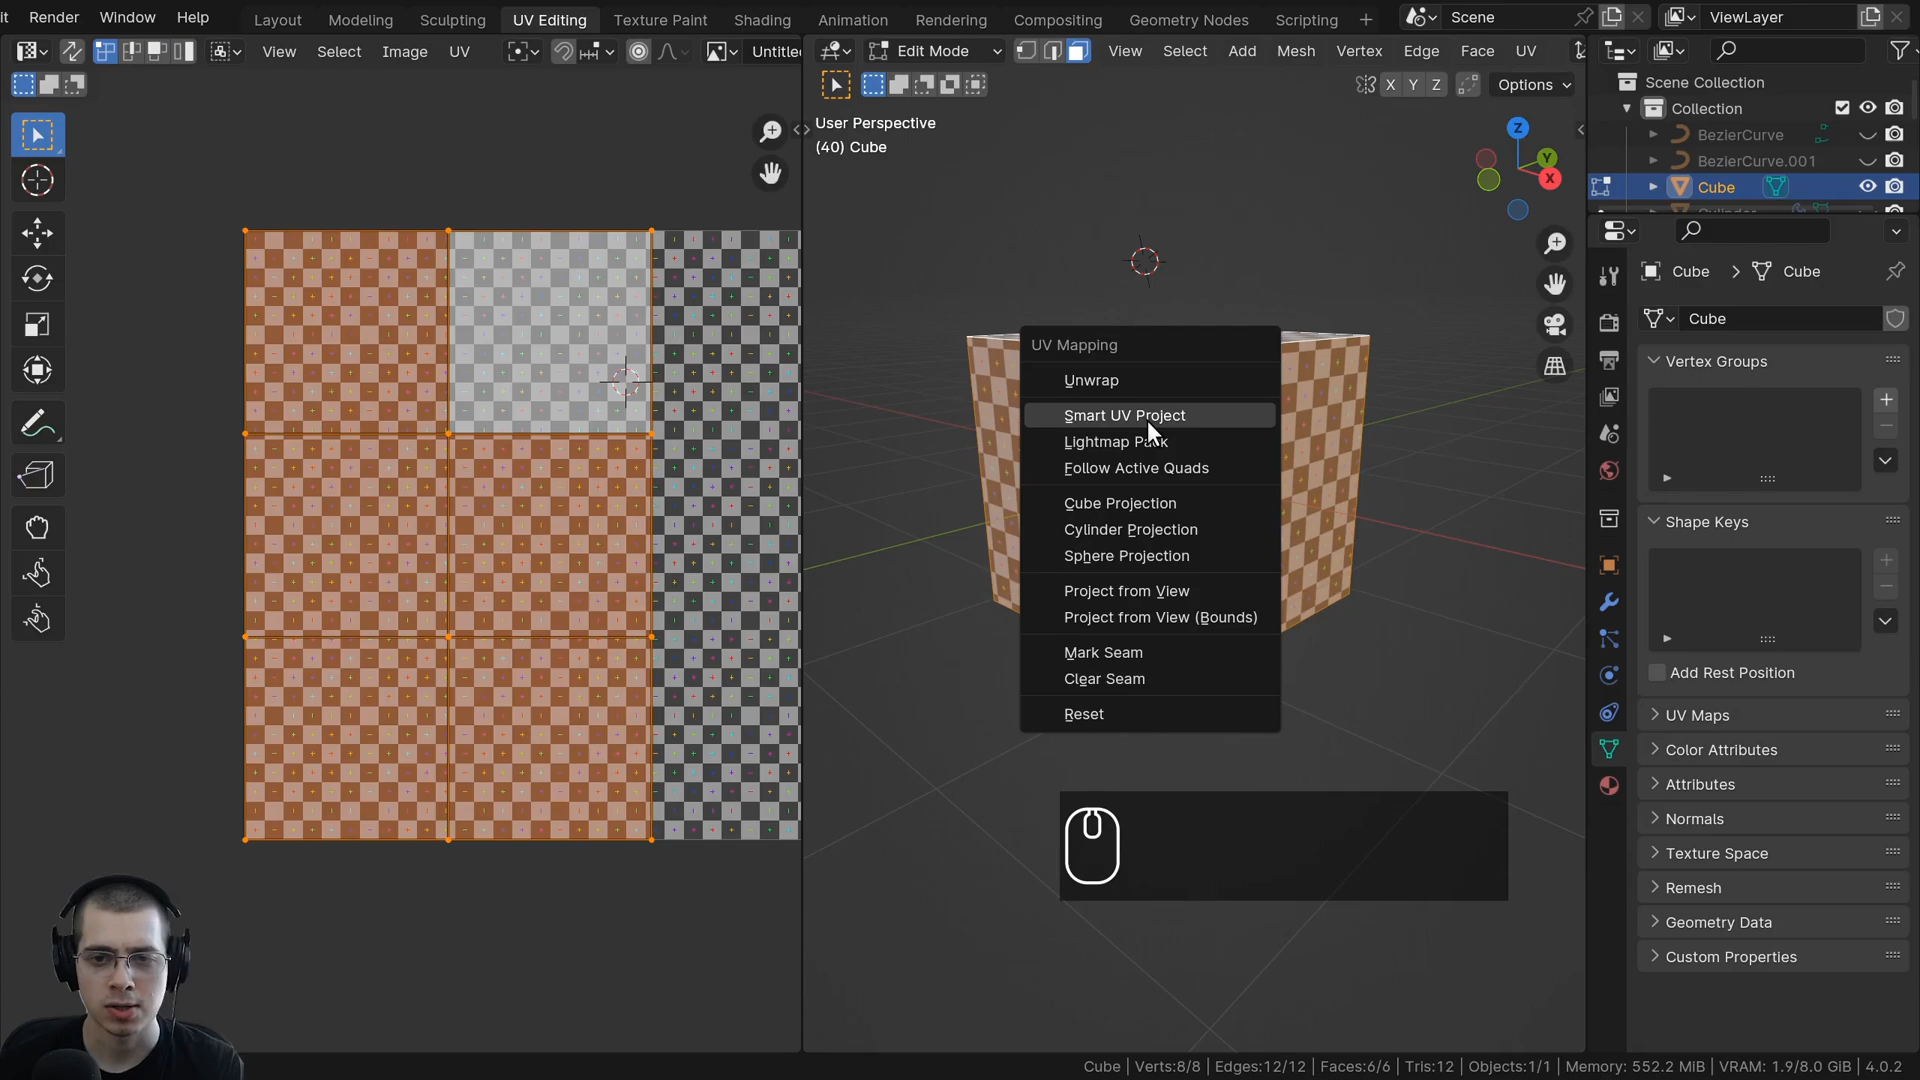 Render Window Help Layout Modeling Sculpting UV Editing Texture Paint Shading Animation Rendering Compositing Geometry Nodes Scripting + Scene ViewLayer
View Select Image UV Edit Mode View Select Add Mesh Vertex Edge Face UV
X Y Z Options
User Perspective
(40) Cube
Z
Y
X
Scene Collection
Collection
BezierCurve
BezierCurve.001
Cube
Cylinder
Cube > Cube
Cube
Vertex Groups
Shape Keys
Add Rest Position
UV Maps
Color Attributes
Attributes
Normals
Texture Space
Remesh
Geometry Data
Custom Properties
UV Mapping
Unwrap
Smart UV Project
Lightmap Pack
Follow Active Quads
Cube Projection
Cylinder Projection
Sphere Projection
Project from View
Project from View (Bounds)
Mark Seam
Clear Seam
Reset
Cube | Verts:8/8 | Edges:12/12 | Faces:6/6 | Tris:12 | Objects:1/1 | Memory: 552.2 MiB | VRAM: 1.9/8.0 GiB | 4.0.2